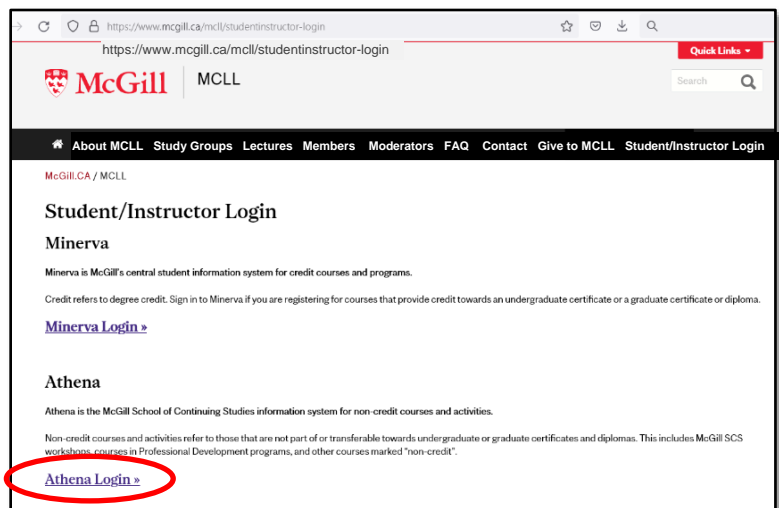 https://www.mcgill.ca/mcll/studentinstructor-login
https://www.mcgill.ca/mcll/studentinstructor-login
Quick Links
McGill MCLL
Search
About MCLL Study Groups Lectures Members Moderators FAQ Contact Give to MCLL Student/Instructor Login
McGill.CA / MCLL
Student/Instructor Login
Minerva
Minerva is McGill's central student information system for credit courses and programs.
Credit refers to degree credit. Sign in to Minerva if you are registering for courses that provide credit towards an undergraduate certificate or a graduate certificate or diploma.
Minerva Login »
Athena
Athena is the McGill School of Continuing Studies information system for non-credit courses and activities.
Non-credit courses and activities refer to those that are not part of or transferable towards undergraduate or graduate certificates and diplomas. This includes McGill SCS
workshops, courses in Professional Development programs, and other courses marked "non-credit".
Athena Login »